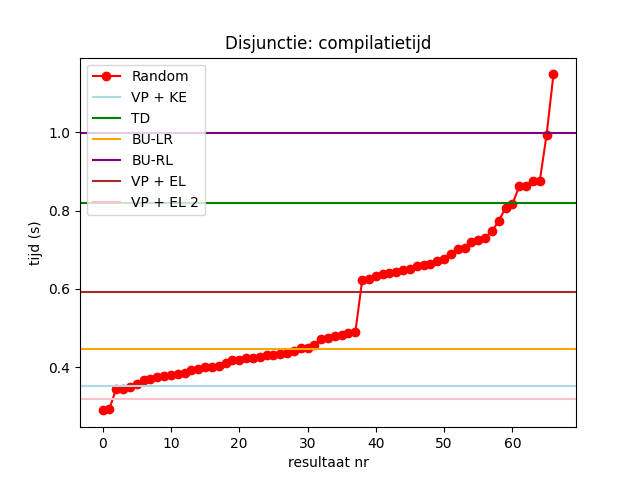 Disjunctie: compilatietijd
Random
VP + KE
TD
BU-LR
BU-RL
VP + EL
VP + EL 2
1.0
0.8
0.6
0.4
tijd (s)
0 10 20 30 40 50 60
resultaat nr